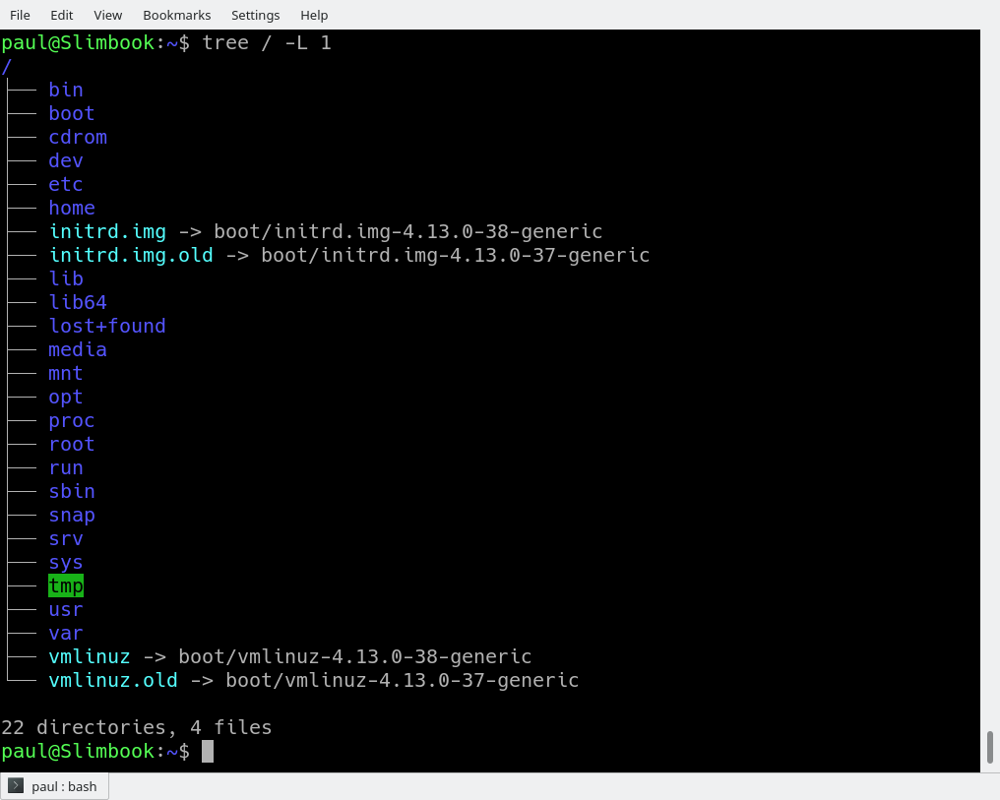 File Edit View Bookmarks Settings Help
paul@Slimbook:~$ tree / -L 1
/
├── bin
├── boot
├── cdrom
├── dev
├── etc
├── home
├── initrd.img -> boot/initrd.img-4.13.0-38-generic
├── initrd.img.old -> boot/initrd.img-4.13.0-37-generic
├── lib
├── lib64
├── lost+found
├── media
├── mnt
├── opt
├── proc
├── root
├── run
├── sbin
├── snap
├── srv
├── sys
├── tmp
├── usr
├── var
├── vmlinuz -> boot/vmlinuz-4.13.0-38-generic
└── vmlinuz.old -> boot/vmlinuz-4.13.0-37-generic
22 directories, 4 files
paul@Slimbook:~$
paul : bash